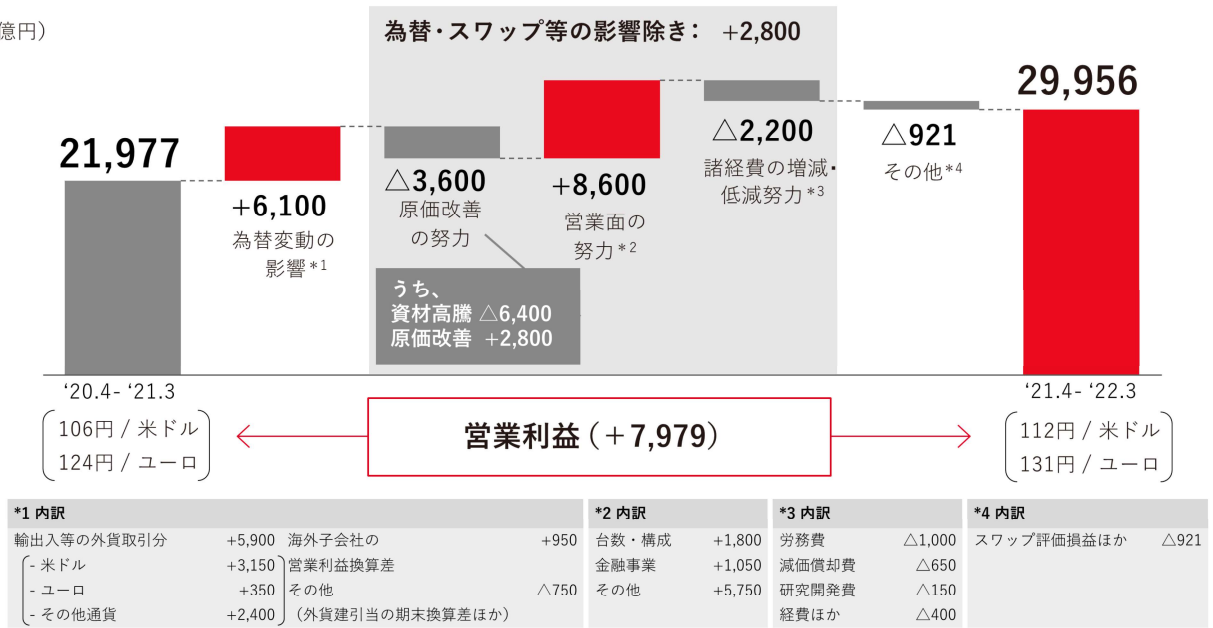 億円）
為替・スワップ等の影響除き： +2,800
21,977
+6,100
為替変動の
影響*1
△3,600
原価改善
の努力
うち、
資材高騰 △6,400
原価改善 +2,800
+8,600
営業面の
努力*2
△2,200
諸経費の増減・
低減努力*3
△921
その他*4
29,956
‘20.4- ‘21.3
106円 / 米ドル
124円 / ユーロ
営業利益（+7,979）
‘21.4- ‘22.3
112円 / 米ドル
131円 / ユーロ
*1 内訳
輸出入等の外貨取引分 +5,900
- 米ドル +3,150
- ユーロ +350
- その他通貨 +2,400
海外子会社の +950
営業利益換算差
その他 △750
（外貨建引当の期末換算差ほか）
*2 内訳
台数・構成 +1,800
金融事業 +1,050
その他 +5,750
*3 内訳
労務費 △1,000
減価償却費 △650
研究開発費 △150
経費ほか △400
*4 内訳
スワップ評価損益ほか △921